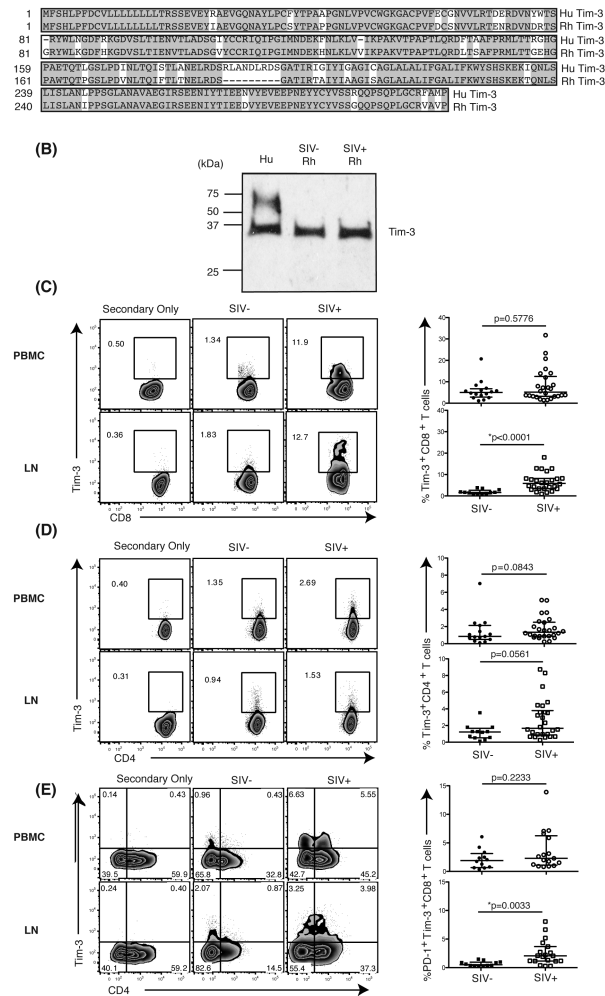 1 MFSHLPFDCVLLLLLLLLTRSSEVEYRAEVGQNAYLPCFYTPAAPGNLVPVCWGKGACPVFECGNVVLRTDERDVNYWTS Hu Tim-3
1 MFSHLPFDCVLLLLLLLLTRSSEVEYIAEVGQNAYLPCSYTPAPPGNLVPVCWGKGACPVFDCSNVVLRTDNRDVNDRTS Rh Tim-3
81 -RYWLNGDFRKGDVSLTIENVTLADSGIYCCRIQIPGIMNDEKFNLKLV-IKPAKVTPAPTLQRDFTAAFPRMLTTRGHG Hu Tim-3
81 GRYWLKGDFHKGDVSLTIENVTLADSGVYCCRIQIPGIMNDEKHNLKLVVIKPAKVTPAPTLQRDLTSAFPRMLTTGEHG Rh Tim-3
159 PAETQTLGSLPDINLTQISTLANELRDSRLANDLRDSGATIRIGIYIGAGICAGLALALIFGALIFKWYSHSKEKIQNLS Hu Tim-3
161 PAETQTPGSLPDVNLTQIFTLTNELRDS--------GATIRTAIYIAAGISAGLALALIFGALIFKWYSHSKEKTQNLS Rh Tim-3
239 LISLANLPPSGLANAVAEGIRSEENIYTIEENVYEVEEPNEYYCYVSSRQQPSQPLGCRFAMP Hu Tim-3
240 LISLANIPPSGLANAVAEGIRSEENIYTIEEDVYEVEEPNEYYCYVSSGQQPSQPLGCRVAVP Rh Tim-3
(B)
(kDa) Hu SIV- Rh SIV+ Rh
75
50
37
25
Tim-3
(C)
Secondary Only SIV- SIV+
PBMC 0.50 1.34 11.9
LN 0.36 1.83 12.7
Tim-3
CD8
p=0.5776
*p<0.0001
% Tim-3+CD8+ T cells
SIV- SIV+
(D)
Secondary Only SIV- SIV+
PBMC 0.40 1.35 2.69
LN 0.31 0.94 1.53
Tim-3
CD4
p=0.0843
p=0.0561
% Tim-3+CD4+ T cells
SIV- SIV+
(E)
Secondary Only SIV- SIV+
PBMC
0.14 0.43 0.96 0.43 6.63 5.55
39.5 59.9 65.8 32.8 42.7 45.2
LN
0.24 0.40 2.07 0.87 3.25 3.98
40.1 59.2 82.6 14.5 55.4 37.3
Tim-3
CD4
p=0.2233
*p=0.0033
%PD-1+Tim-3+CD8+ T cells
SIV- SIV+